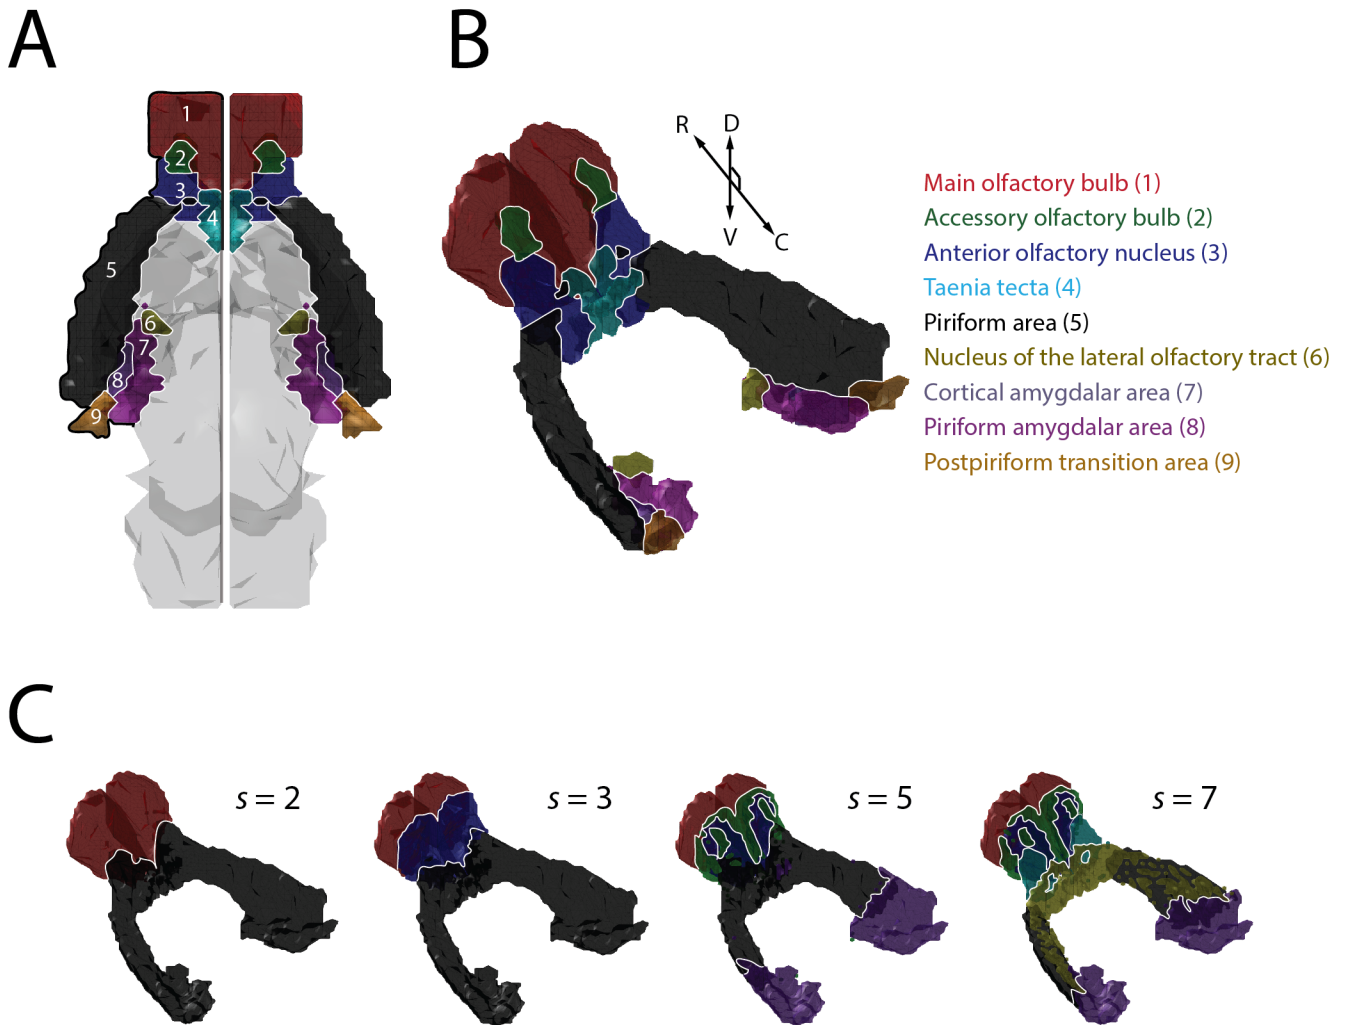 A
B
1
2
3
4
5
6
7
8
9
R
D
V
C
Main olfactory bulb (1)
Accessory olfactory bulb (2)
Anterior olfactory nucleus (3)
Taenia tecta (4)
Piriform area (5)
Nucleus of the lateral olfactory tract (6)
Cortical amygdalar area (7)
Piriform amygdalar area (8)
Postpiriform transition area (9)
C
s = 2
s = 3
s = 5
s = 7